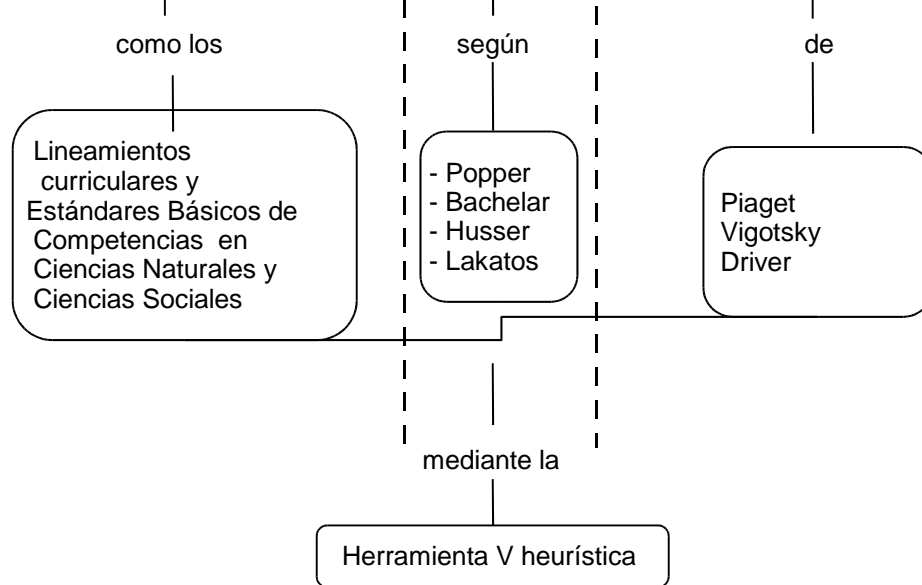 como los
según
de
Lineamientos
curriculares y
Estándares Básicos de
Competencias en
Ciencias Naturales y
Ciencias Sociales
- Popper
- Bachelar
- Husser
- Lakatos
Piaget
Vigotsky
Driver
mediante la
Herramienta V heurística